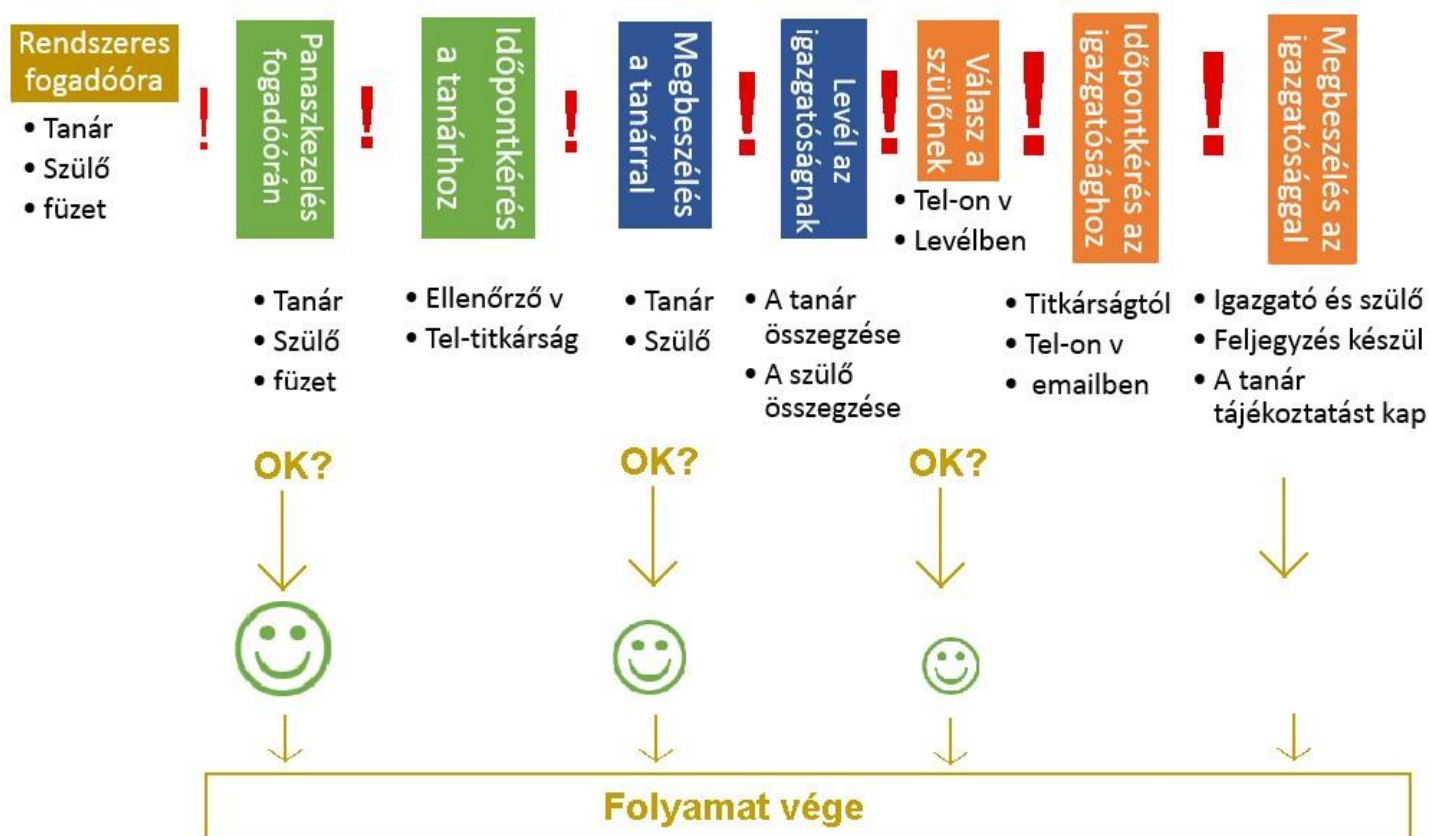 Rendszeres
fogadóóra
• Tanár
• Szülő
• füzet
!
Panaszkezelés
fogadóórán
• Tanár
• Szülő
• füzet
!
Időpontkérés
a tanárhoz
• Ellenőrző v
• Tel-titkárság
!
Megbeszélés
a tanárral
• Tanár
• Szülő
!
Levél az
igazgatóságnak
• A tanár
összegzése
• A szülő
összegzése
!
Válasz a
szülőnek
• Tel-on v
• Levélben
!
Időpontkérés az
igazgatósághoz
• Titkárságtól
• Tel-on v
• emailben
!
Megbeszélés az
igazgatósággal
• Igazgató és szülő
• Feljegyzés készül
• A tanár
tájékoztatást kap
OK?
OK?
OK?
Folyamat vége